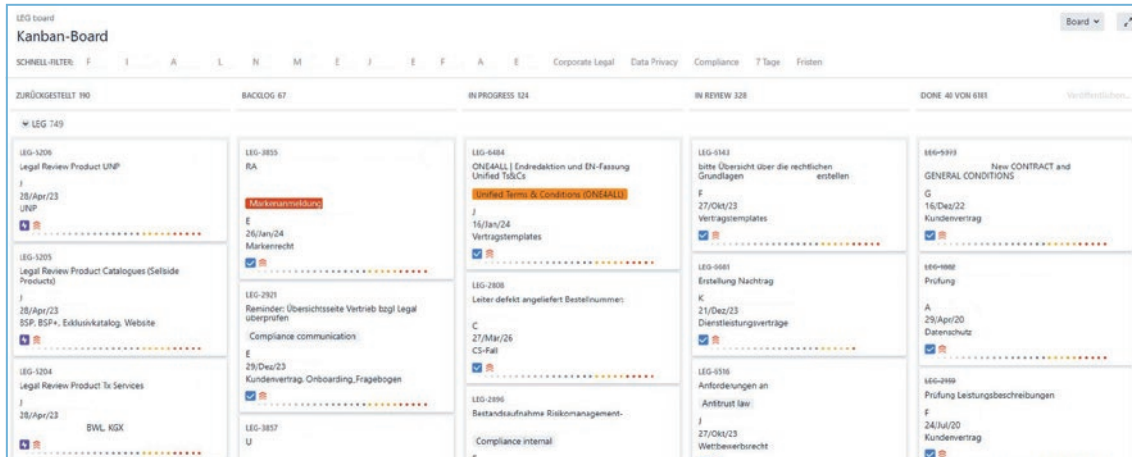 LEG board
Kanban-Board
Board
SCHNELL-FILTER: F I A L N M E J E F A E Corporate Legal Data Privacy Compliance 7 Tage Fristen
ZURÜCKGESTELLT 190
BACKLOG 67
IN PROGRESS 124
IN REVIEW 328
DONE 40 VON 6181
Veröffentlichen...
LEG 749
LEG-5206
Legal Review Product UNP
J
28/Apr/23
UNP
LEG-5205
Legal Review Product Catalogues (Sellside
Products)
J
28/Apr/23
BSP, BSP+, Exklusivkatalog, Website
LEG-5204
Legal Review Product Tx Services
J
28/Apr/23
BWL, KGX
LEG-3855
RA
Markenanmeldung
E
26/Jan/24
Markenrecht
LEG-2921
Reminder: Übersichtsseite Vertrieb bzgl Legal
überprüfen
Compliance communication
E
29/Dez/23
Kundenvertrag, Onboarding_Fragebogen
LEG-3857
U
LEG-6484
ONE4ALL | Endredaktion und EN-Fassung
Unified Ts&Cs
Unified Terms & Conditions (ONE4ALL)
J
16/Jan/24
Vertragstemplates
LEG-2808
Leiter defekt angeliefert Bestellnummer:
C
27/Mär/26
CS-Fall
LEG-2896
Bestandsaufnahme Risikomanagement-
Compliance internal
LEG-6143
bitte Übersicht über die rechtlichen
Grundlagen erstellen
F
27/Okt/23
Vertragstemplates
LEG-6681
Erstellung Nachtrag
K
21/Dez/23
Dienstleistungsverträge
LEG-6516
Anforderungen an
Antitrust law
J
27/Okt/23
Wettbewerbsrecht
New CONTRACT and
GENERAL CONDITIONS
G
16/Dez/22
Kundenvertrag
Prüfung
A
29/Apr/20
Datenschutz
Prüfung Leistungsbeschreibungen
F
24/Jul/20
Kundenvertrag